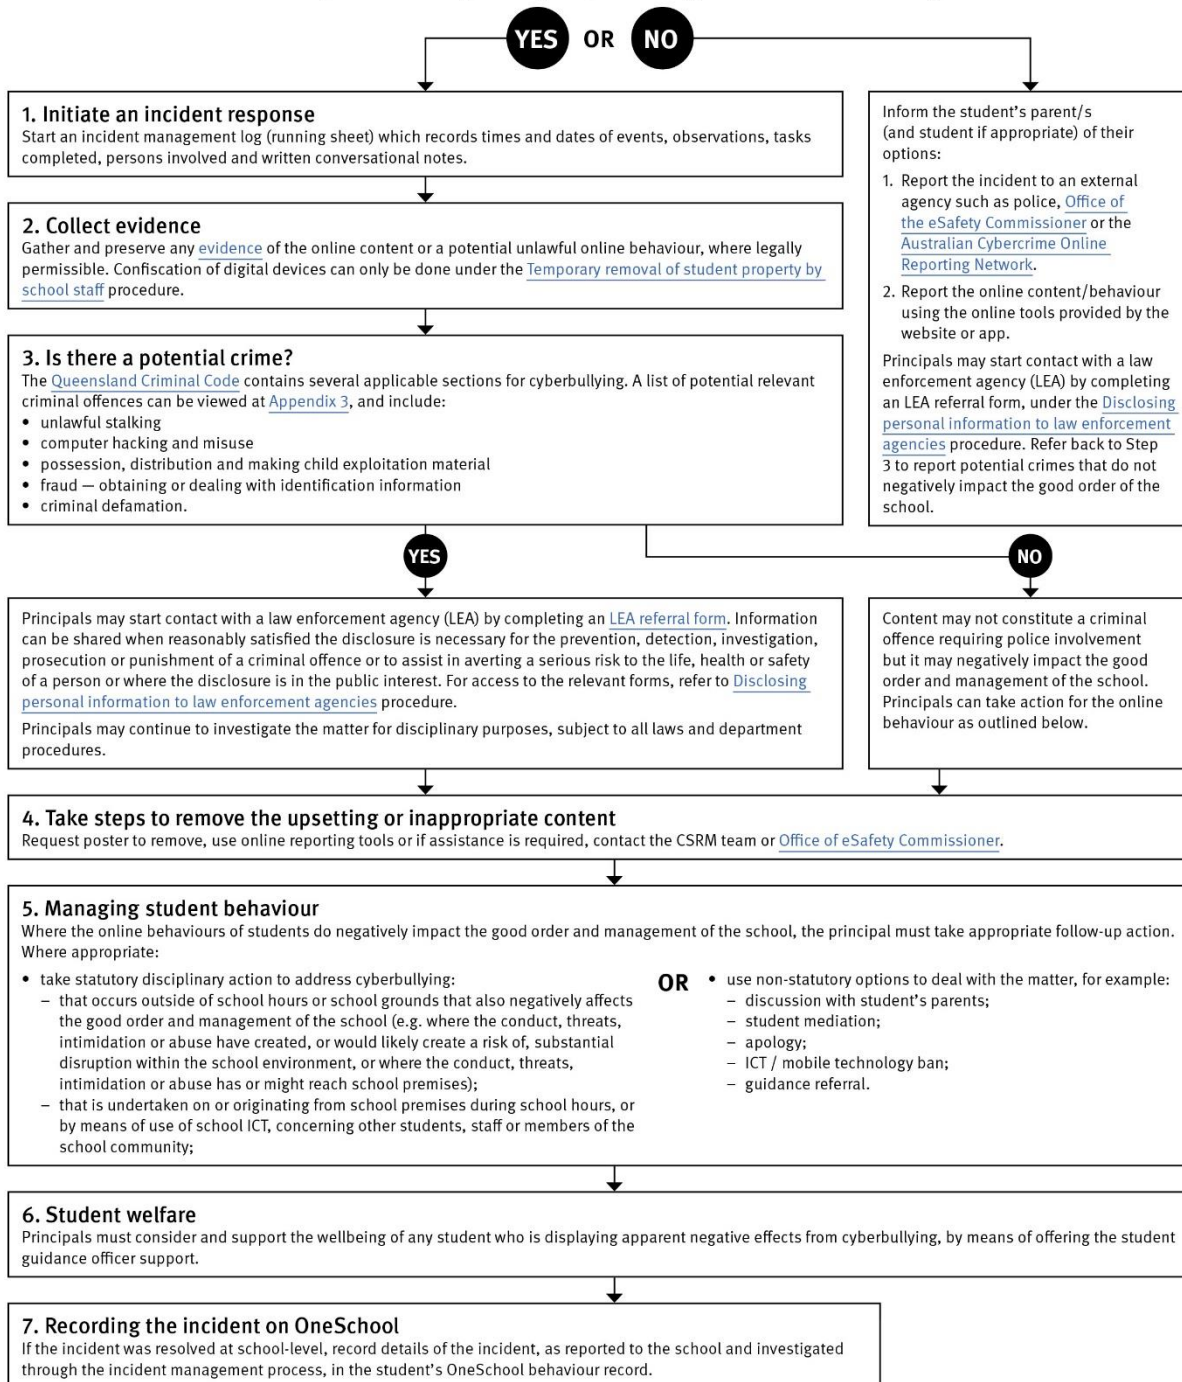 YES OR NO
1. Initiate an incident response
Start an incident management log (running sheet) which records times and dates of events, observations, tasks
completed, persons involved and written conversational notes.
2. Collect evidence
Gather and preserve any evidence of the online content or a potential unlawful online behaviour, where legally
permissible. Confiscation of digital devices can only be done under the Temporary removal of student property by
school staff procedure.
3. Is there a potential crime?
The Queensland Criminal Code contains several applicable sections for cyberbullying. A list of potential relevant
criminal offences can be viewed at Appendix 3, and include:
• unlawful stalking
• computer hacking and misuse
• possession, distribution and making child exploitation material
• fraud — obtaining or dealing with identification information
• criminal defamation.
Inform the student's parent/s
(and student if appropriate) of their
options:
1. Report the incident to an external
agency such as police, Office of
the eSafety Commissioner or the
Australian Cybercrime Online
Reporting Network.
2. Report the online content/behaviour
using the online tools provided by the
website or app.
Principals may start contact with a law
enforcement agency (LEA) by completing
an LEA referral form, under the Disclosing
personal information to law enforcement
agencies procedure. Refer back to Step
3 to report potential crimes that do not
negatively impact the good order of the
school.
YES
NO
Principals may start contact with a law enforcement agency (LEA) by completing an LEA referral form. Information
can be shared when reasonably satisfied the disclosure is necessary for the prevention, detection, investigation,
prosecution or punishment of a criminal offence or to assist in averting a serious risk to the life, health or safety
of a person or where the disclosure is in the public interest. For access to the relevant forms, refer to Disclosing
personal information to law enforcement agencies procedure.
Principals may continue to investigate the matter for disciplinary purposes, subject to all laws and department
procedures.
Content may not constitute a criminal
offence requiring police involvement
but it may negatively impact the good
order and management of the school.
Principals can take action for the online
behaviour as outlined below.
4. Take steps to remove the upsetting or inappropriate content
Request poster to remove, use online reporting tools or if assistance is required, contact the CSRM team or Office of eSafety Commissioner.
5. Managing student behaviour
Where the online behaviours of students do negatively impact the good order and management of the school, the principal must take appropriate follow-up action.
Where appropriate:
• take statutory disciplinary action to address cyberbullying:
– that occurs outside of school hours or school grounds that also negatively affects
the good order and management of the school (e.g. where the conduct, threats,
intimidation or abuse have created, or would likely create a risk of, substantial
disruption within the school environment, or where the conduct, threats,
intimidation or abuse has or might reach school premises);
– that is undertaken on or originating from school premises during school hours, or
by means of use of school ICT, concerning other students, staff or members of the
school community;
OR
• use non-statutory options to deal with the matter, for example:
– discussion with student's parents;
– student mediation;
– apology;
– ICT / mobile technology ban;
– guidance referral.
6. Student welfare
Principals must consider and support the wellbeing of any student who is displaying apparent negative effects from cyberbullying, by means of offering the student
guidance officer support.
7. Recording the incident on OneSchool
If the incident was resolved at school-level, record details of the incident, as reported to the school and investigated
through the incident management process, in the student's OneSchool behaviour record.